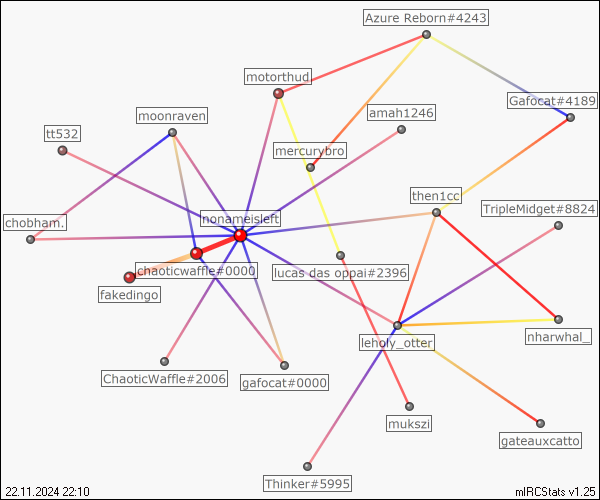 Azure Reborn#4243
motorthud
Gafocat#4189
moonraven
amah1246
tt532
mercurybro
then1cc
TripleMidget#8824
chobham.
nonameisleft
chaoticwaffle#0000
lucas das oppai#2396
fakedingo
nharwhal_
leholy_otter
ChaoticWaffle#2006
gafocat#0000
mukszi
gateauxcatto
Thinker#5995
22.11.2024 22:10
mIRCStats v1.25